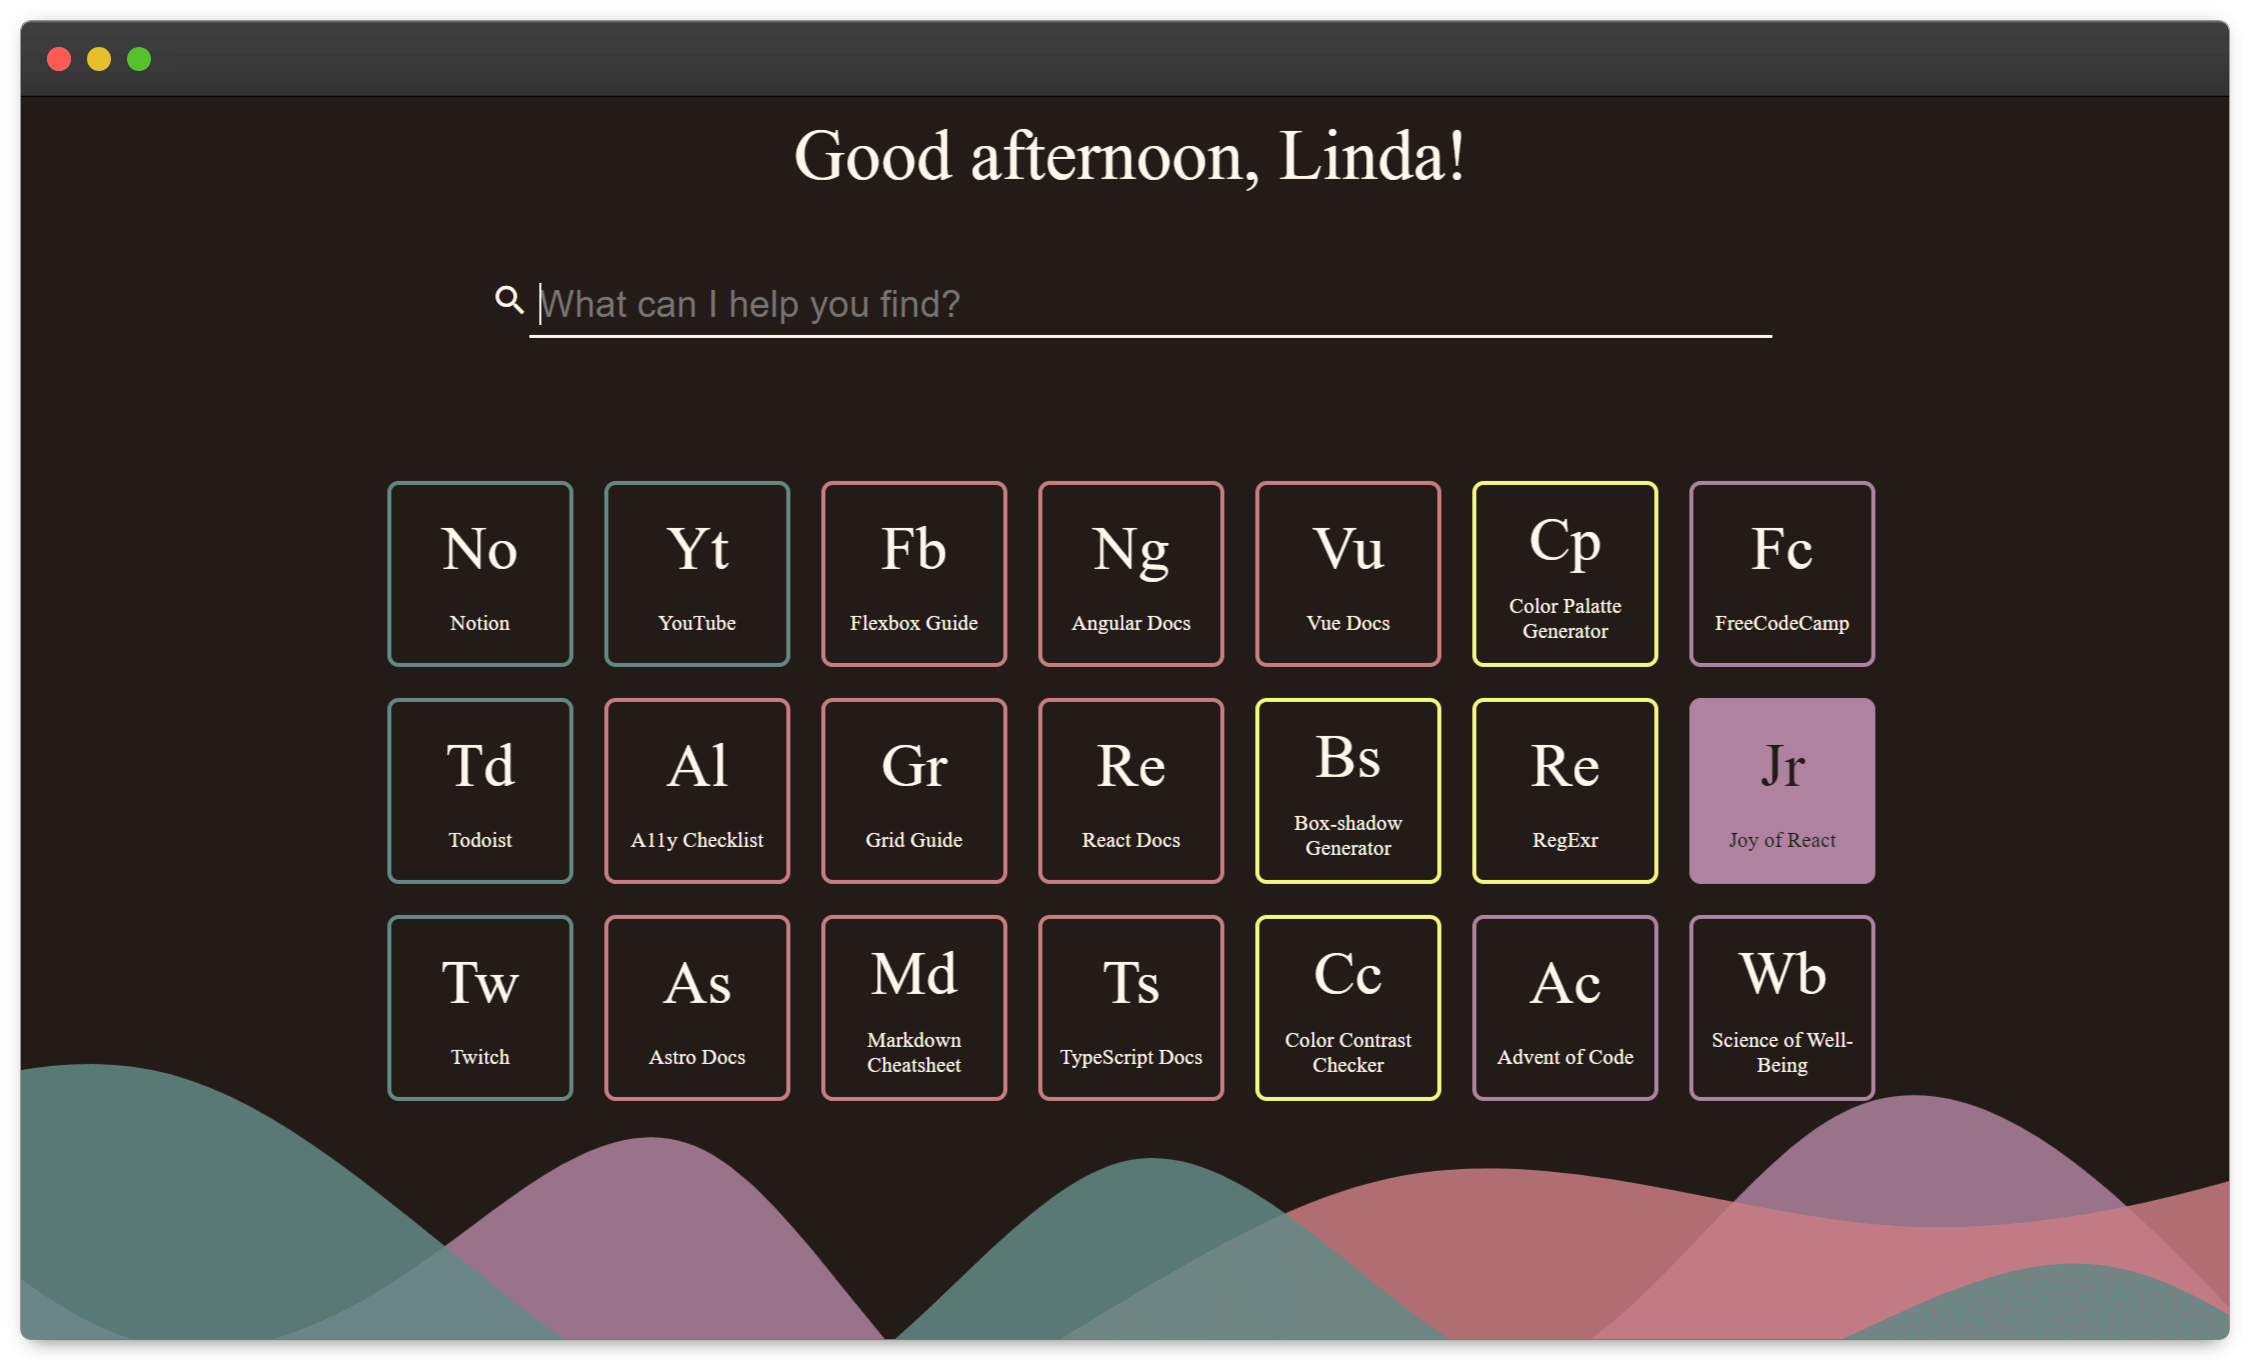 Good afternoon, Linda!
What can I help you find?
No
Notion
Yt
YouTube
Fb
Flexbox Guide
Ng
Angular Docs
Vu
Vue Docs
Cp
Color Palatte
Generator
Fc
FreeCodeCamp
Td
Todoist
Al
A11y Checklist
Gr
Grid Guide
Re
React Docs
Bs
Box-shadow
Generator
Re
RegExr
Jr
Joy of React
Tw
Twitch
As
Astro Docs
Md
Markdown
Cheatsheet
Ts
TypeScript Docs
Cc
Color Contrast
Checker
Ac
Advent of Code
Wb
Science of Well-
Being